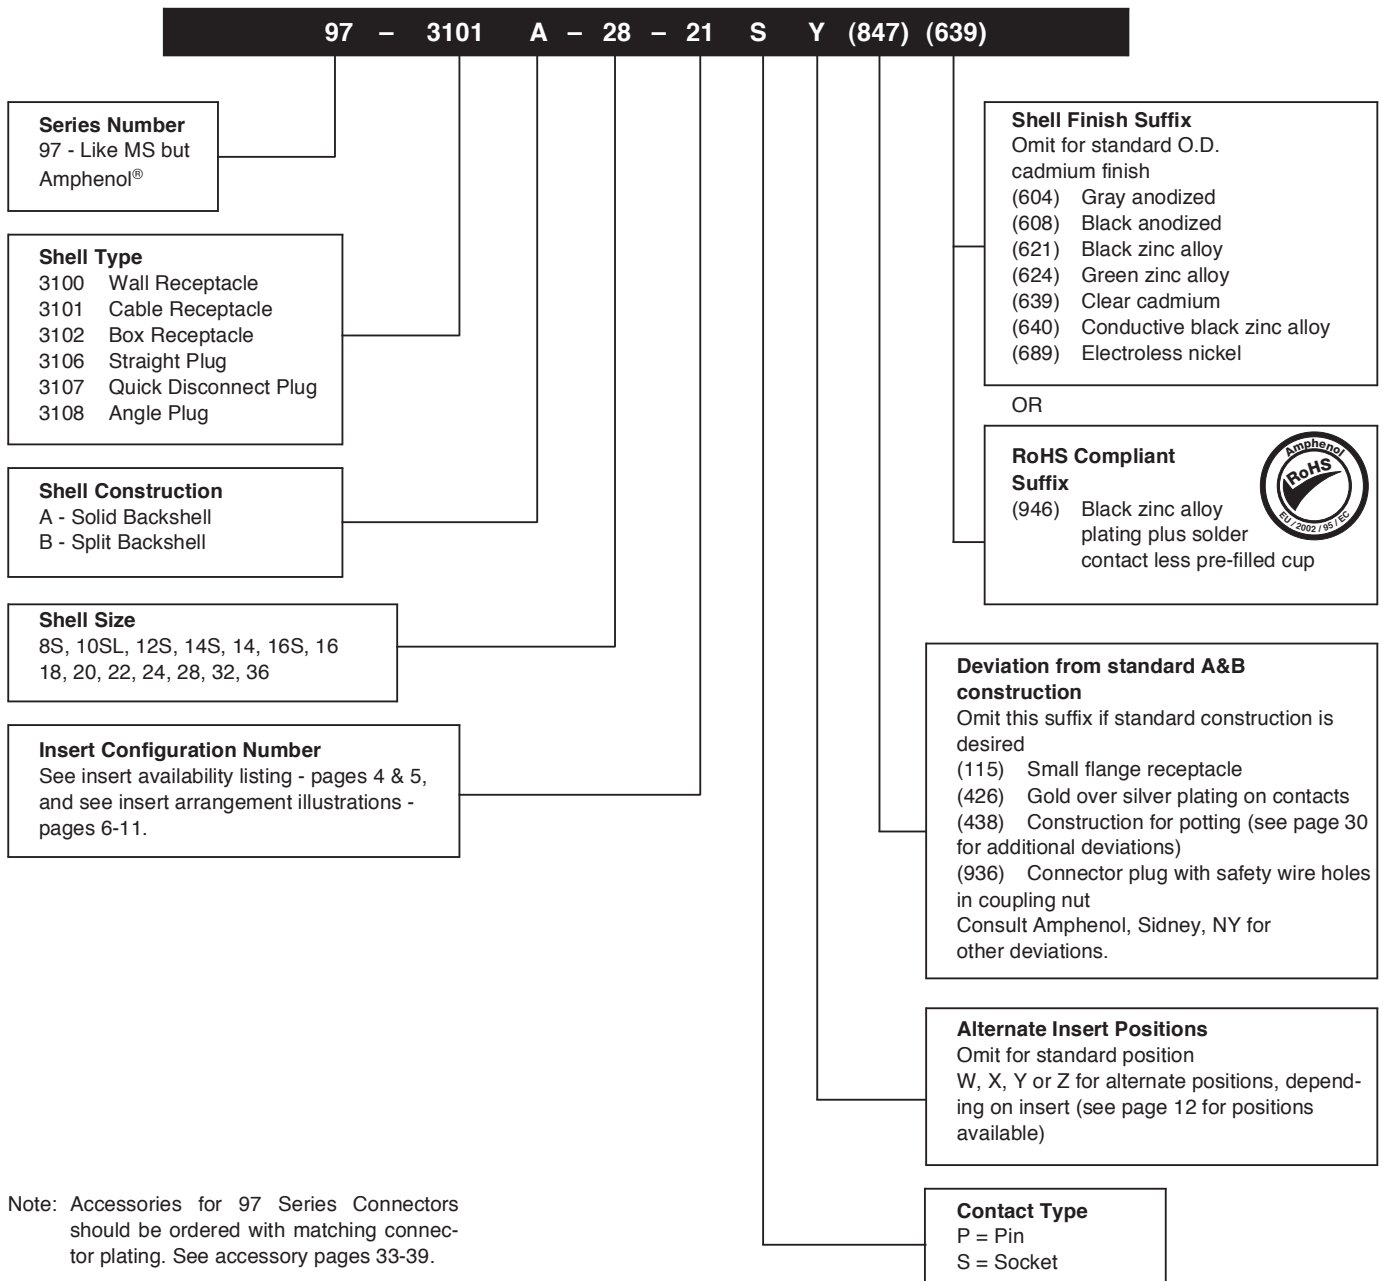 97 – 3101 A – 28 – 21 S Y (847) (639)
Series Number
97 - Like MS but
Amphenol®
Shell Type
3100 Wall Receptacle
3101 Cable Receptacle
3102 Box Receptacle
3106 Straight Plug
3107 Quick Disconnect Plug
3108 Angle Plug
Shell Construction
A - Solid Backshell
B - Split Backshell
Shell Size
8S, 10SL, 12S, 14S, 14, 16S, 16
18, 20, 22, 24, 28, 32, 36
Insert Configuration Number
See insert availability listing - pages 4 & 5,
and see insert arrangement illustrations -
pages 6-11.
Note: Accessories for 97 Series Connectors
should be ordered with matching connec-
tor plating. See accessory pages 33-39.
Shell Finish Suffix
Omit for standard O.D.
cadmium finish
(604) Gray anodized
(608) Black anodized
(621) Black zinc alloy
(624) Green zinc alloy
(639) Clear cadmium
(640) Conductive black zinc alloy
(689) Electroless nickel
OR
RoHS Compliant
Suffix
(946) Black zinc alloy
plating plus solder
contact less pre-filled cup
Amphenol
RoHS
EU / 2002 / 95 / EC
Deviation from standard A&B
construction
Omit this suffix if standard construction is
desired
(115) Small flange receptacle
(426) Gold over silver plating on contacts
(438) Construction for potting (see page 30
for additional deviations)
(936) Connector plug with safety wire holes
in coupling nut
Consult Amphenol, Sidney, NY for
other deviations.
Alternate Insert Positions
Omit for standard position
W, X, Y or Z for alternate positions, depend-
ing on insert (see page 12 for positions
available)
Contact Type
P = Pin
S = Socket